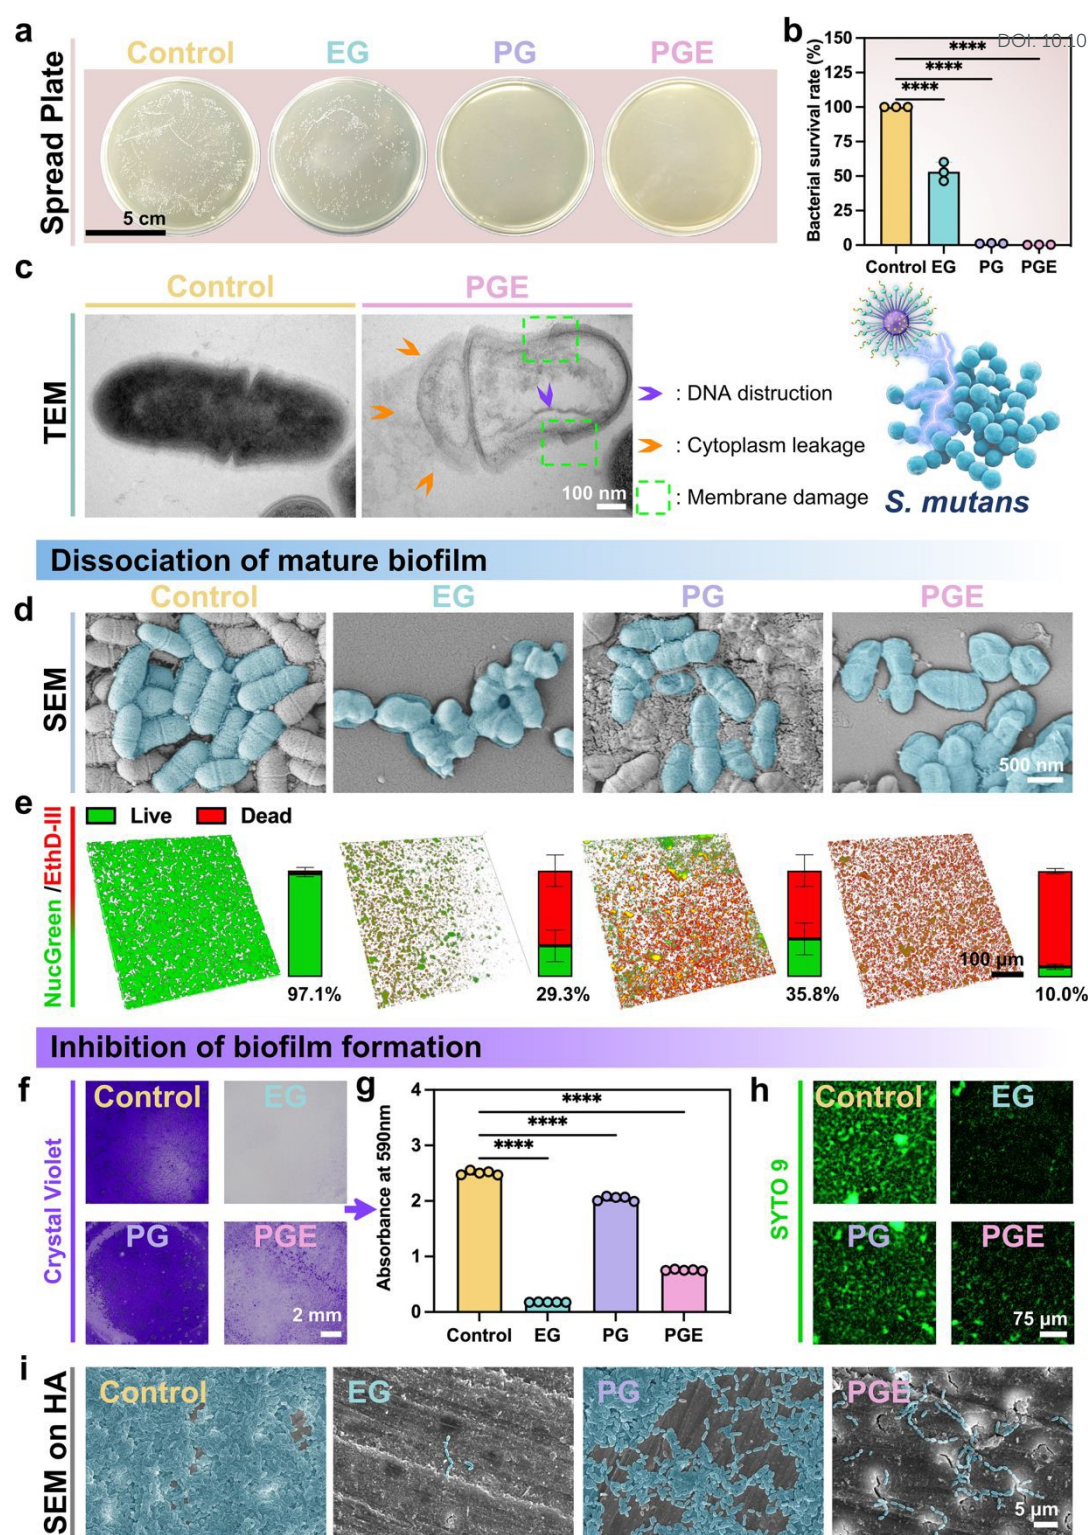 a
Control
EG
PG
PGE
Spread Plate
5 cm
b
DOI: 10.10
Bacterial survival rate (%)
150
125
100
75
50
25
0
****
****
****
Control EG PG PGE
c
Control
PGE
TEM
100 nm
: DNA distruction
: Cytoplasm leakage
: Membrane damage
S. mutans
Dissociation of mature biofilm
d
Control
EG
PG
PGE
SEM
500 nm
e
Live
Dead
NucGreen /EthD-III
97.1%
29.3%
35.8%
100 μm
10.0%
Inhibition of biofilm formation
f
Crystal Violet
Control
EG
PG
PGE
2 mm
g
Absorbance at 590nm
4
3
2
1
0
****
****
****
Control EG PG PGE
h
SYTO 9
Control
EG
PG
PGE
75 μm
i
SEM on HA
Control
EG
PG
PGE
5 μm